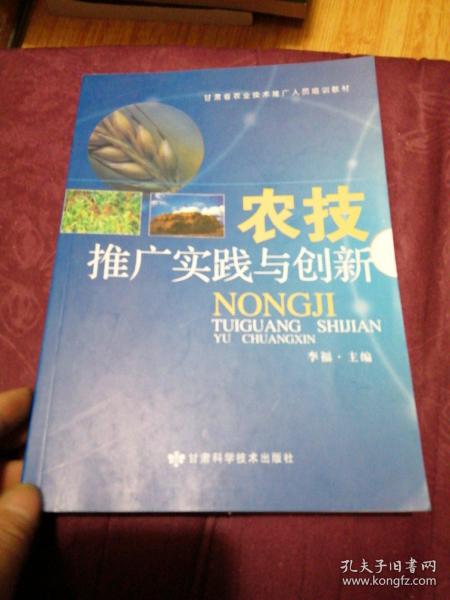 甘肃省农业技术推广人员培训教材
农技
推广实践与创新
NONGJI
TUIGUANG SHIJIAN
YU CHUANGXIN
李福·主编
甘肃科学技术出版社
孔夫子旧书网
www.kongfz.com